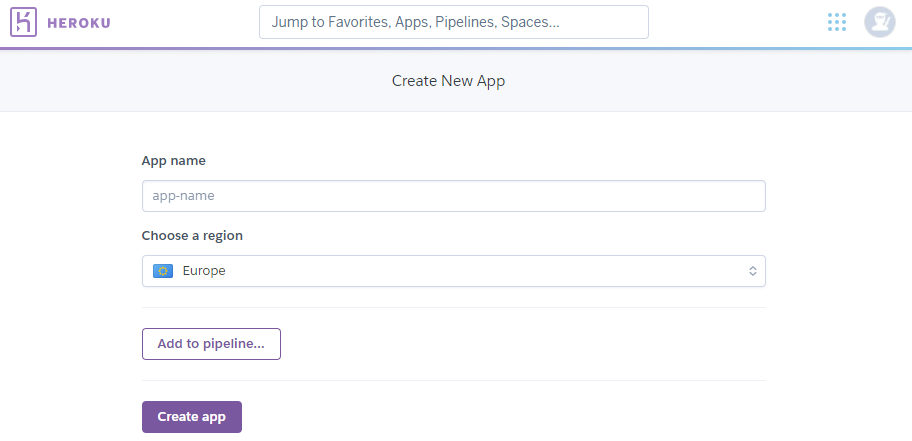 HEROKU
Jump to Favorites, Apps, Pipelines, Spaces...
Create New App
App name
app-name
Choose a region
Europe
Add to pipeline...
Create app